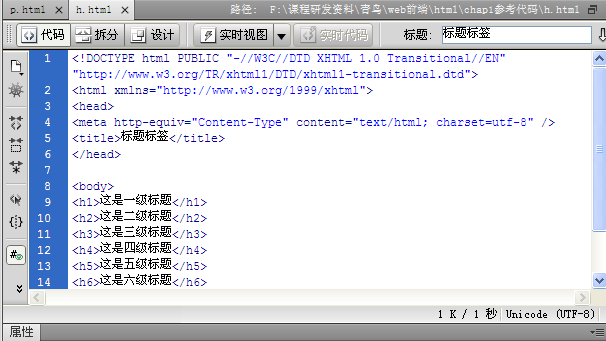 p.html × h.html × 路径: F:\课程研发资料\青鸟\web前端\html\chap1参考代码\h.html
代码 拆分 设计 实时视图 实时代码 标题: 标题标签
1 <!DOCTYPE html PUBLIC "-//W3C//DTD XHTML 1.0 Transitional//EN"
"http://www.w3.org/TR/xhtml1/DTD/xhtml1-transitional.dtd">
2 <html xmlns="http://www.w3.org/1999/xhtml">
3 <head>
4 <meta http-equiv="Content-Type" content="text/html; charset=utf-8" />
5 <title>标题标签</title>
6 </head>
7
8 <body>
9 <h1>这是一级标题</h1>
10 <h2>这是二级标题</h2>
11 <h3>这是三级标题</h3>
12 <h4>这是四级标题</h4>
13 <h5>这是五级标题</h5>
14 <h6>这是六级标题</h6>
1 K / 1 秒 Unicode (UTF-8)
属性